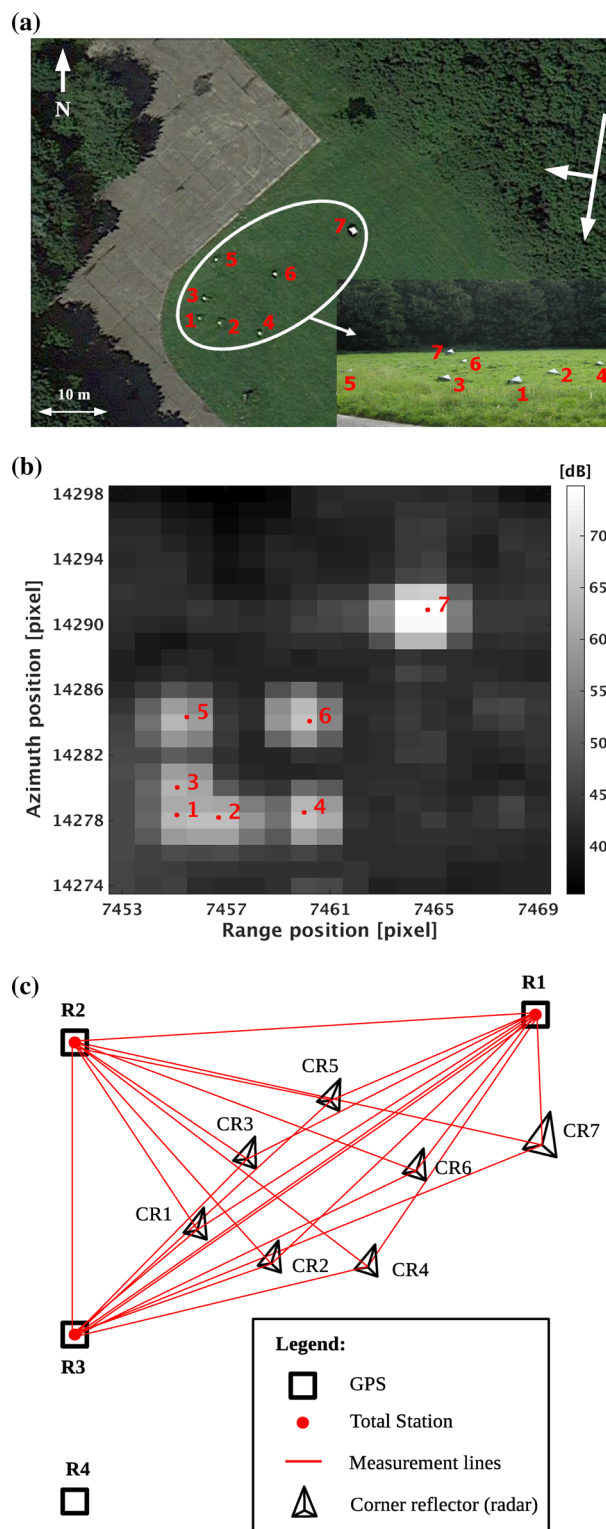 (a)
N
7
5
6
3
1
2
4
10 m
7
6
5
3
2
4
1
(b)
[dB]
14298
14294
14290
14286
14282
14278
14274
Azimuth position [pixel]
7
5
6
3
1
2
4
70
60
50
40
7453 7457 7461 7465 7469
Range position [pixel]
(c)
R1
R2
CR5
CR3
CR7
CR6
CR1
CR2
CR4
R3
Legend:
GPS
Total Station
Measurement lines
Corner reflector (radar)
R4